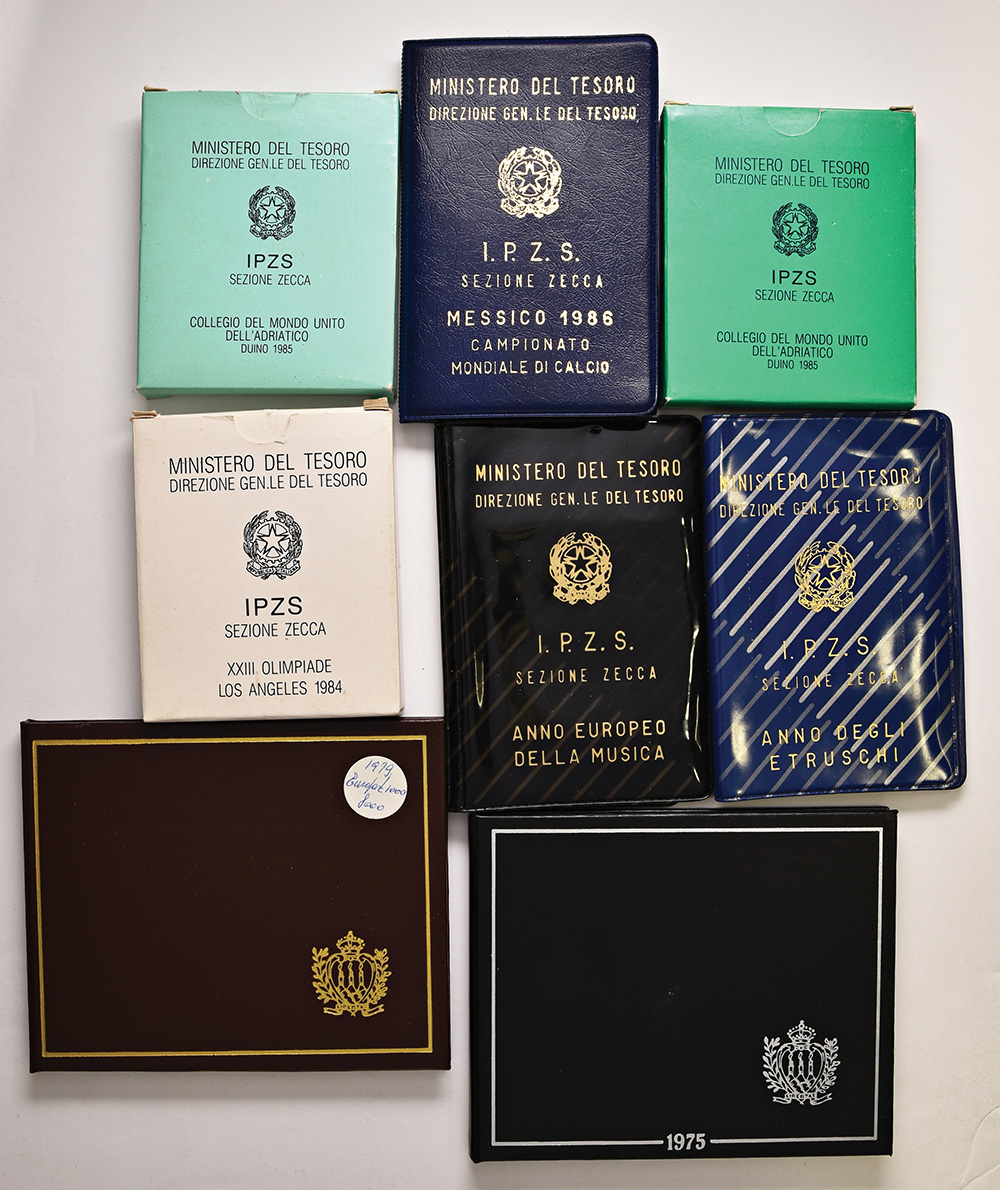 MINISTERO DEL TESORO
DIREZIONE GEN.LE DEL TESORO
IPZS
SEZIONE ZECCA
COLLEGIO DEL MONDO UNITO
DELL'ADRIATICO
DUINO 1985
MINISTERO DEL TESORO
DIREZIONE GEN.LE DEL TESORO
I.P.Z.S.
SEZIONE ZECCA
MESSICO 1986
CAMPIONATO
MONDIALE DI CALCIO
MINISTERO DEL TESORO
DIREZIONE GEN.LE DEL TESORO
IPZS
SEZIONE ZECCA
COLLEGIO DEL MONDO UNITO
DELL'ADRIATICO
DUINO 1985
MINISTERO DEL TESORO
DIREZIONE GEN.LE DEL TESORO
IPZS
SEZIONE ZECCA
XXIII OLIMPIADE
LOS ANGELES 1984
MINISTERO DEL TESORO
DIREZIONE GEN.LE DEL TESORO
I.P.Z.S.
SEZIONE ZECCA
ANNO EUROPEO
DELLA MUSICA
MINISTERO DEL TESORO
DIREZIONE GEN.LE DEL TESORO
I.P.Z.S.
SEZIONE ZECCA
ANNO DEGLI
ETRUSCHI
1979
LIBERTAS
LIBERTAS
1975